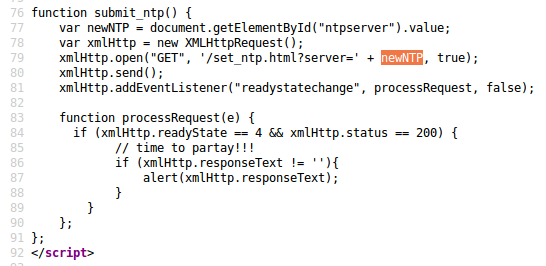 76 function submit_ntp() {
77     var newNTP = document.getElementById("ntpserver").value;
78     var xmlHttp = new XMLHttpRequest();
79     xmlHttp.open("GET", '/set_ntp.html?server=' + newNTP, true);
80     xmlHttp.send();
81     xmlHttp.addEventListener("readystatechange", processRequest, false);
82
83     function processRequest(e) {
84       if (xmlHttp.readyState == 4 && xmlHttp.status == 200) {
85             // time to partay!!!
86             if (xmlHttp.responseText != ''){
87                 alert(xmlHttp.responseText);
88             }
89         }
90     };
91 };
92 </script>